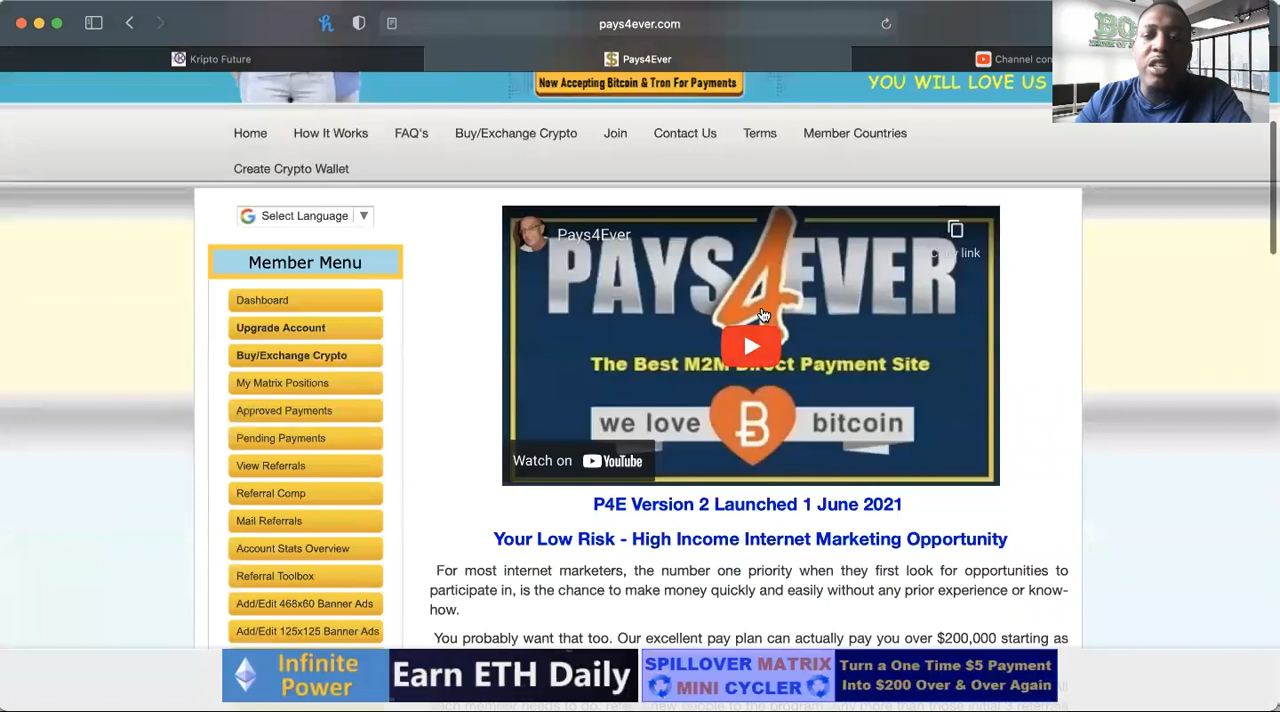 pays4ever.com
Kripto Future
Pays4Ever
Channel con
Now Accepting Bitcoin & Tron For Payments
YOU WILL LOVE US
Home How It Works FAQ's Buy/Exchange Crypto Join Contact Us Terms Member Countries
Create Crypto Wallet
Select Language ▼
Member Menu
Dashboard
Upgrade Account
Buy/Exchange Crypto
My Matrix Positions
Approved Payments
Pending Payments
View Referrals
Referral Comp
Mail Referrals
Account Stats Overview
Referral Toolbox
Add/Edit 468x60 Banner Ads
Add/Edit 125x125 Banner Ads
Pays4Ever
link
PAYS4EVER
The Best M2M Direct Payment Site
we love bitcoin
Watch on YouTube
P4E Version 2 Launched 1 June 2021
Your Low Risk - High Income Internet Marketing Opportunity
For most internet marketers, the number one priority when they first look for opportunities to
participate in, is the chance to make money quickly and easily without any prior experience or know-
how.
You probably want that too. Our excellent pay plan can actually pay you over $200,000 starting as
Infinite
Power
Earn ETH Daily
SPILLOVER MATRIX
MINI CYCLER
Turn a One Time $5 Payment
Into $200 Over & Over Again